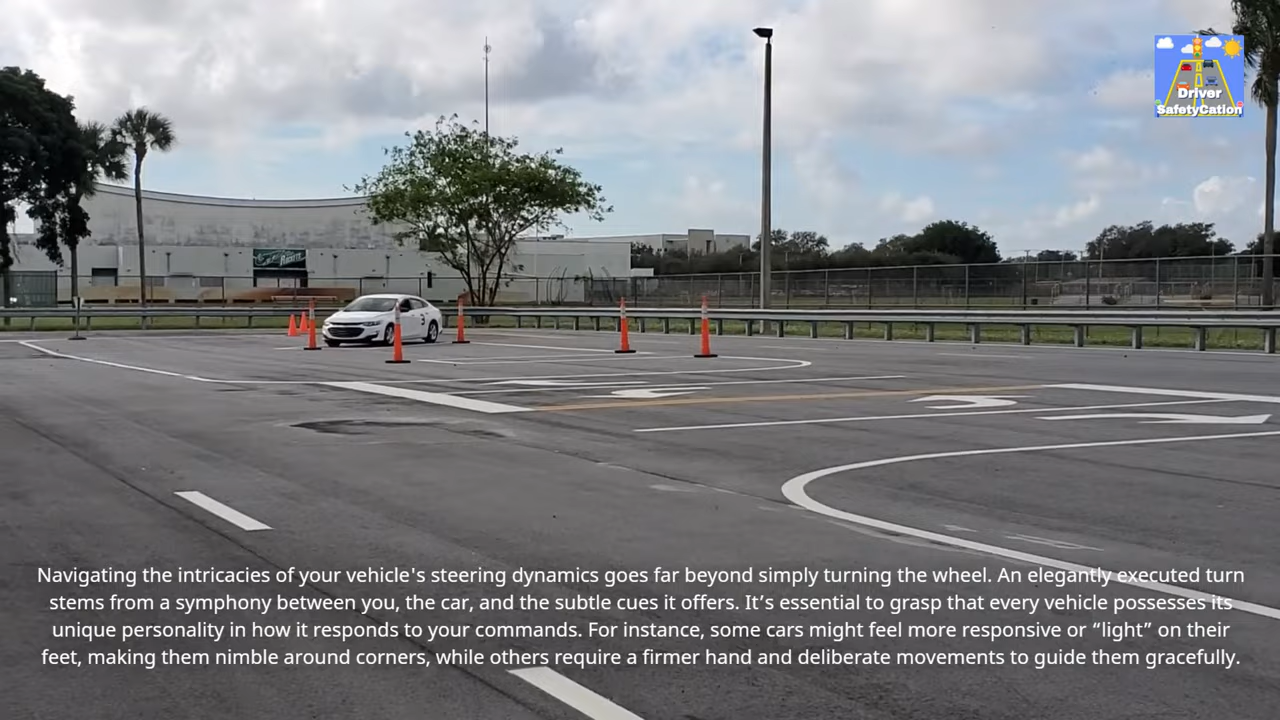 Driver
SafetyCation
Navigating the intricacies of your vehicle's steering dynamics goes far beyond simply turning the wheel. An elegantly executed turn
stems from a symphony between you, the car, and the subtle cues it offers. It’s essential to grasp that every vehicle possesses its
unique personality in how it responds to your commands. For instance, some cars might feel more responsive or “light” on their
feet, making them nimble around corners, while others require a firmer hand and deliberate movements to guide them gracefully.